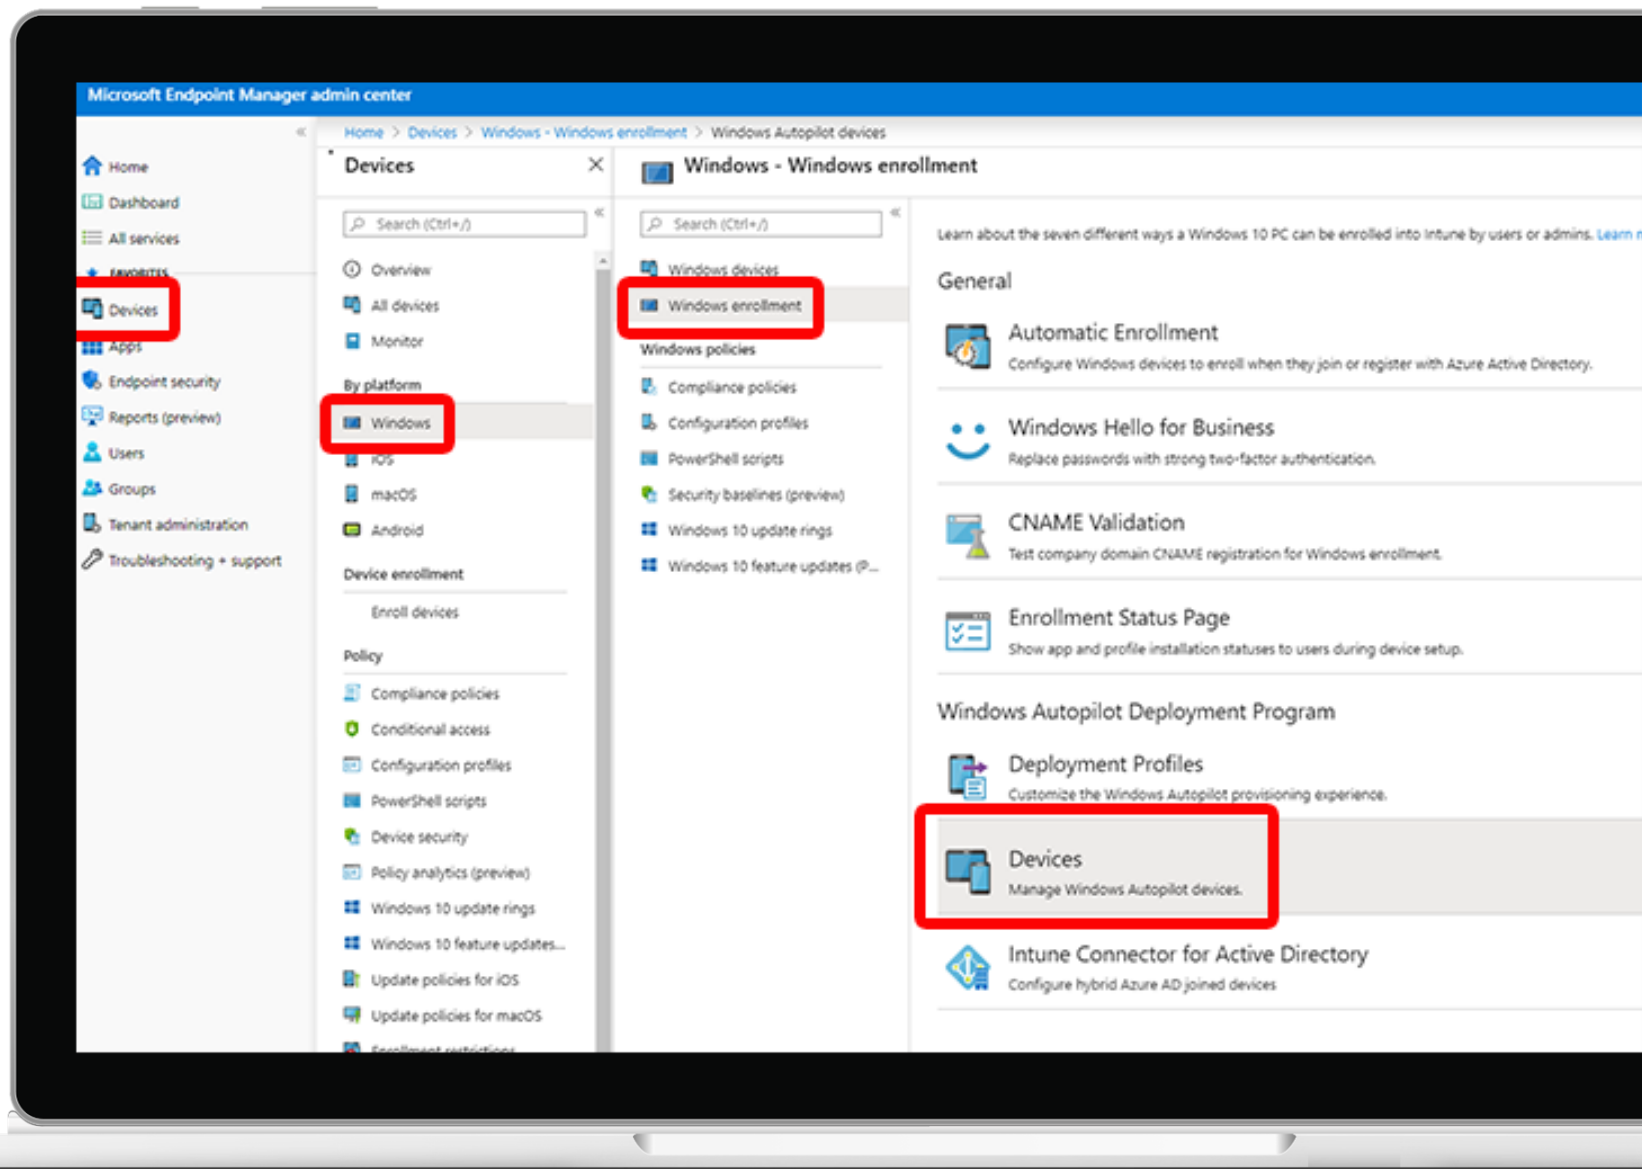 Microsoft Endpoint Manager admin center
Home > Devices > Windows - Windows enrollment > Windows Autopilot devices
Home
Dashboard
All services
FAVORITES
Devices
Apps
Endpoint security
Reports (preview)
Users
Groups
Tenant administration
Troubleshooting + support
Devices
Search (Ctrl+/)
Overview
All devices
Monitor
By platform
Windows
iOS
macOS
Android
Device enrollment
Enroll devices
Policy
Compliance policies
Conditional access
Configuration profiles
PowerShell scripts
Device security
Policy analytics (preview)
Windows 10 update rings
Windows 10 feature updates...
Update policies for iOS
Update policies for macOS
Enrollment restrictions
Windows - Windows enrollment
Search (Ctrl+/)
Windows devices
Windows enrollment
Windows policies
Compliance policies
Configuration profiles
PowerShell scripts
Security baselines (preview)
Windows 10 update rings
Windows 10 feature updates (P...
Learn about the seven different ways a Windows 10 PC can be enrolled into Intune by users or admins. Learn
General
Automatic Enrollment
Configure Windows devices to enroll when they join or register with Azure Active Directory.
Windows Hello for Business
Replace passwords with strong two-factor authentication.
CNAME Validation
Test company domain CNAME registration for Windows enrollment.
Enrollment Status Page
Show app and profile installation statuses to users during device setup.
Windows Autopilot Deployment Program
Deployment Profiles
Customize the Windows Autopilot provisioning experience.
Devices
Manage Windows Autopilot devices.
Intune Connector for Active Directory
Configure hybrid Azure AD joined devices